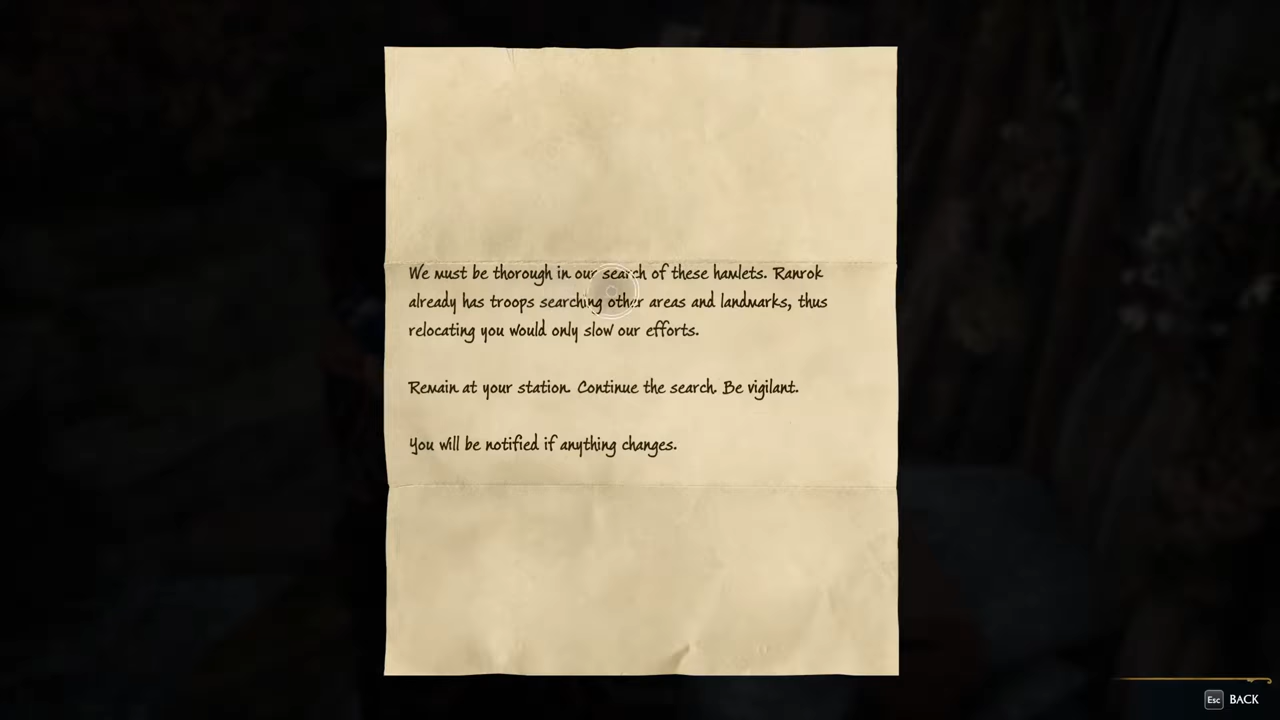 We must be thorough in our search of these hamlets. Ranrok
already has troops searching other areas and landmarks, thus
relocating you would only slow our efforts.
Remain at your station. Continue the search. Be vigilant.
You will be notified if anything changes.
Esc BACK